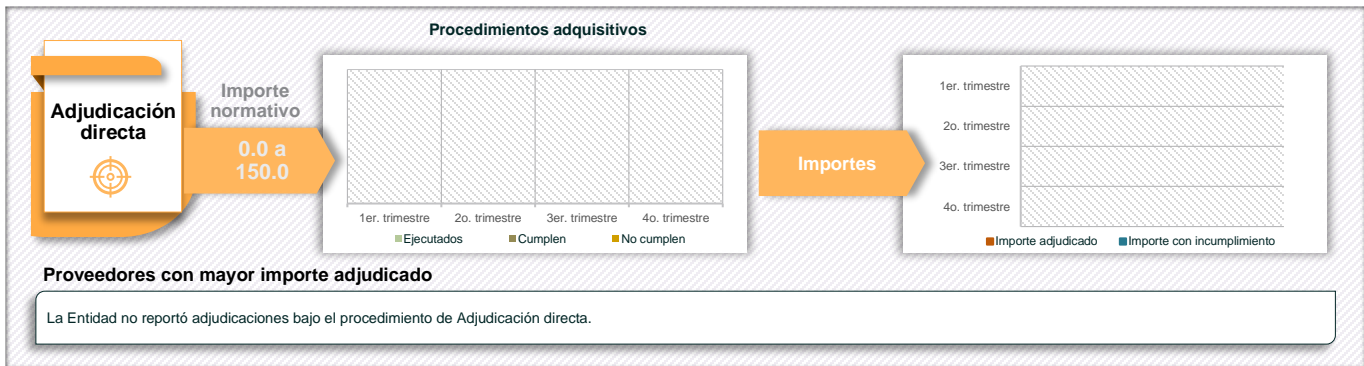 Procedimientos adquisitivos
Adjudicación
directa
Importe
normativo
0.0 a
150.0
1er. trimestre
2o. trimestre
3er. trimestre
4o. trimestre
Ejecutados
Cumplen
No cumplen
Importes
1er. trimestre
2o. trimestre
3er. trimestre
4o. trimestre
Importe adjudicado
Importe con incumplimiento
Proveedores con mayor importe adjudicado
La Entidad no reportó adjudicaciones bajo el procedimiento de Adjudicación directa.